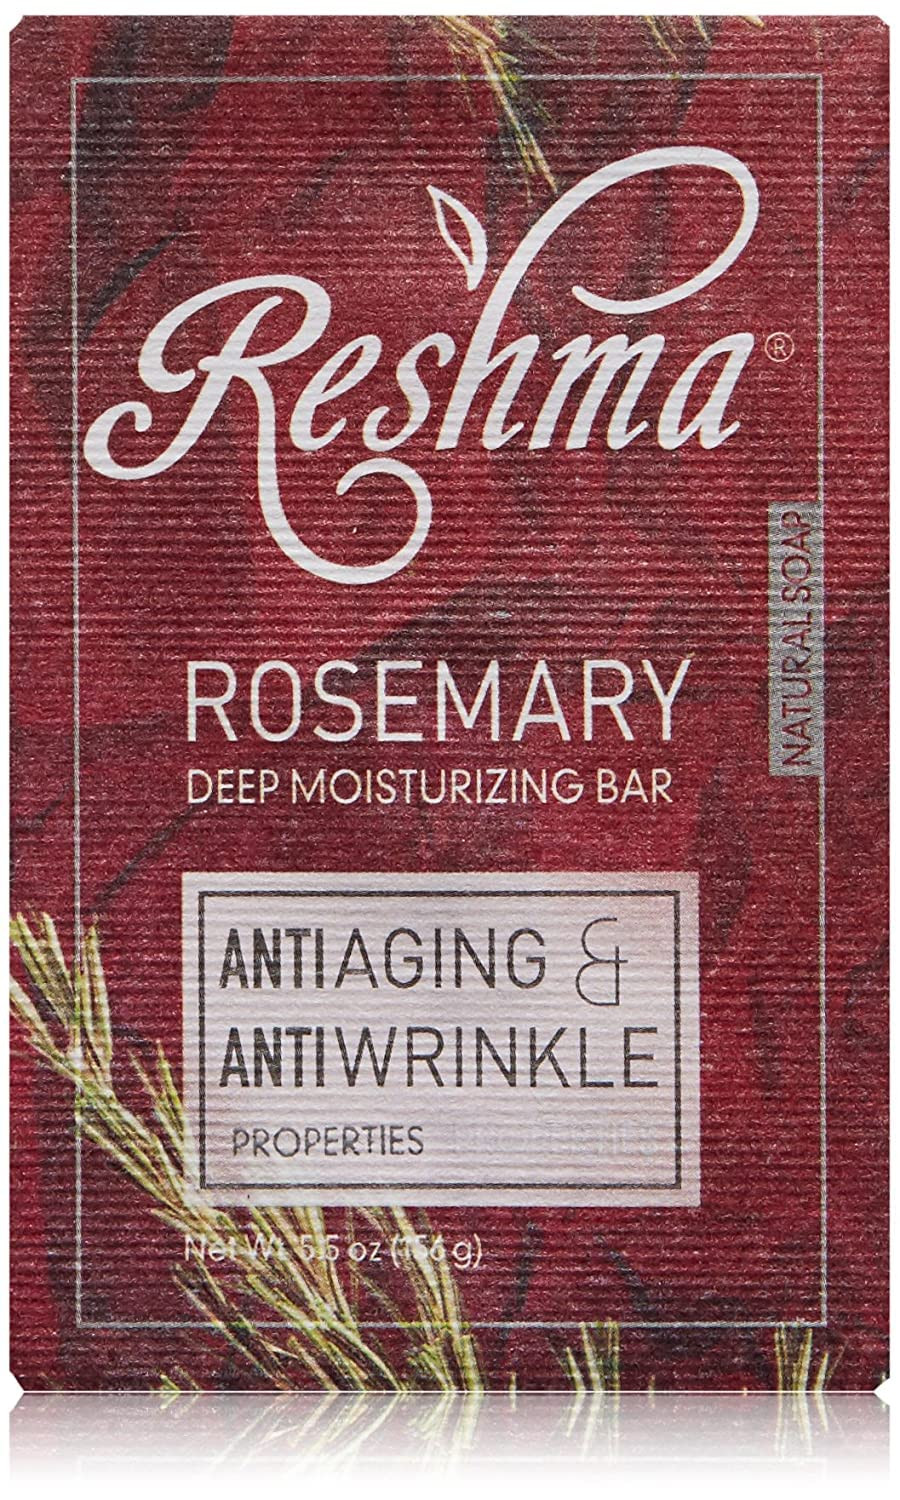 Reshma®
NATURAL SOAP
ROSEMARY
DEEP MOISTURIZING BAR
ANTIAGING &
ANTIWRINKLE
PROPERTIES
Net Wt. 5.5 oz (156 g)